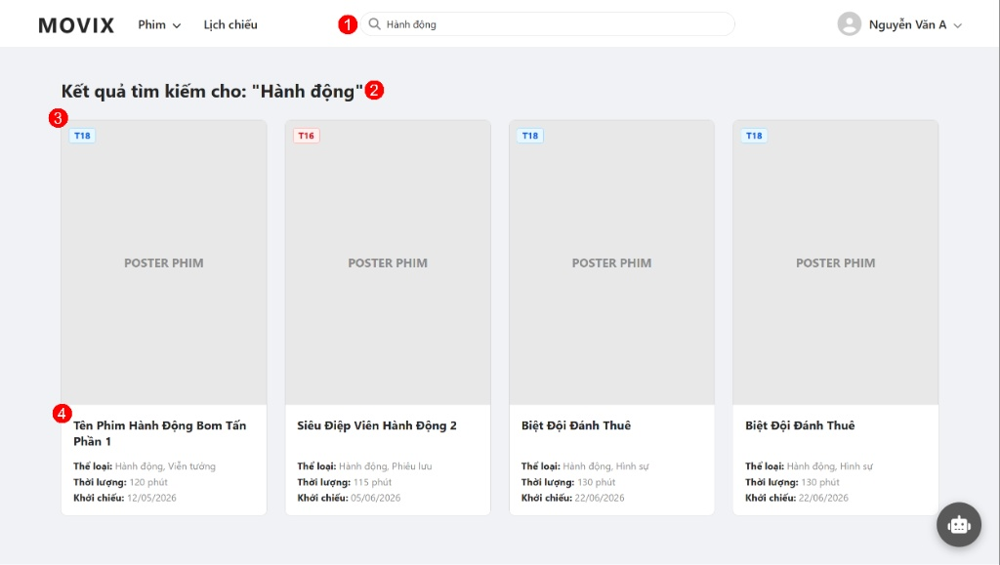 MOVIX Phim Lịch chiếu 1 Hành động Nguyễn Văn A
Kết quả tìm kiếm cho: "Hành động" 2
3
T18 T16 T18 T18
POSTER PHIM POSTER PHIM POSTER PHIM POSTER PHIM
4
Tên Phim Hành Động Bom Tấn
Phần 1
Thể loại: Hành động, Viễn tưởng
Thời lượng: 120 phút
Khởi chiếu: 12/05/2026
Siêu Điệp Viên Hành Động 2
Thể loại: Hành động, Phiêu lưu
Thời lượng: 115 phút
Khởi chiếu: 05/06/2026
Biệt Đội Đánh Thuê
Thể loại: Hành động, Hình sự
Thời lượng: 130 phút
Khởi chiếu: 22/06/2026
Biệt Đội Đánh Thuê
Thể loại: Hành động, Hình sự
Thời lượng: 130 phút
Khởi chiếu: 22/06/2026